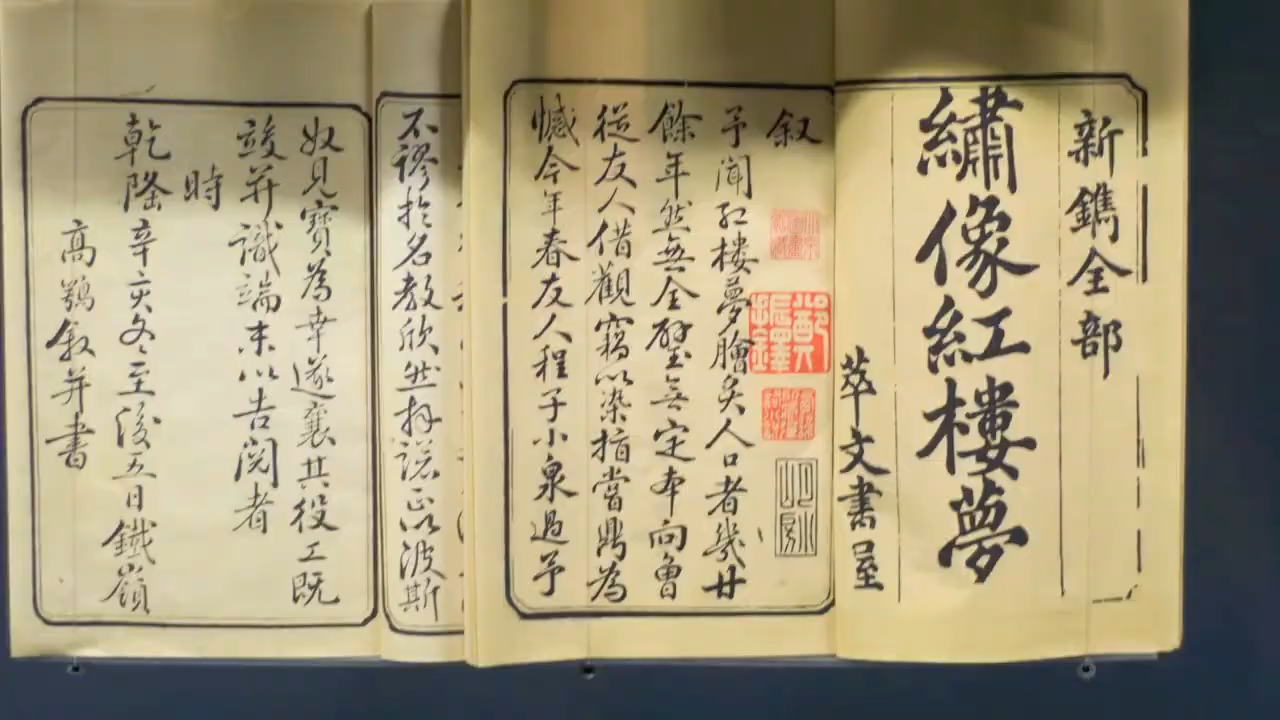 新鐫全部
繡像紅樓夢
萃文書屋
叙
予聞紅樓夢膾炙人口者幾廿
餘年然無全璧無定本向曾
從友人借觀竊以染指嘗鼎為
憾今年春友人程子小泉過予
不謬於名教欣然拜諾正以波斯
奴見寶為幸遂襄其役工既
竣并識端末以告閱者
時
乾隆辛亥冬至後五日鐵嶺
高鶚叙并書